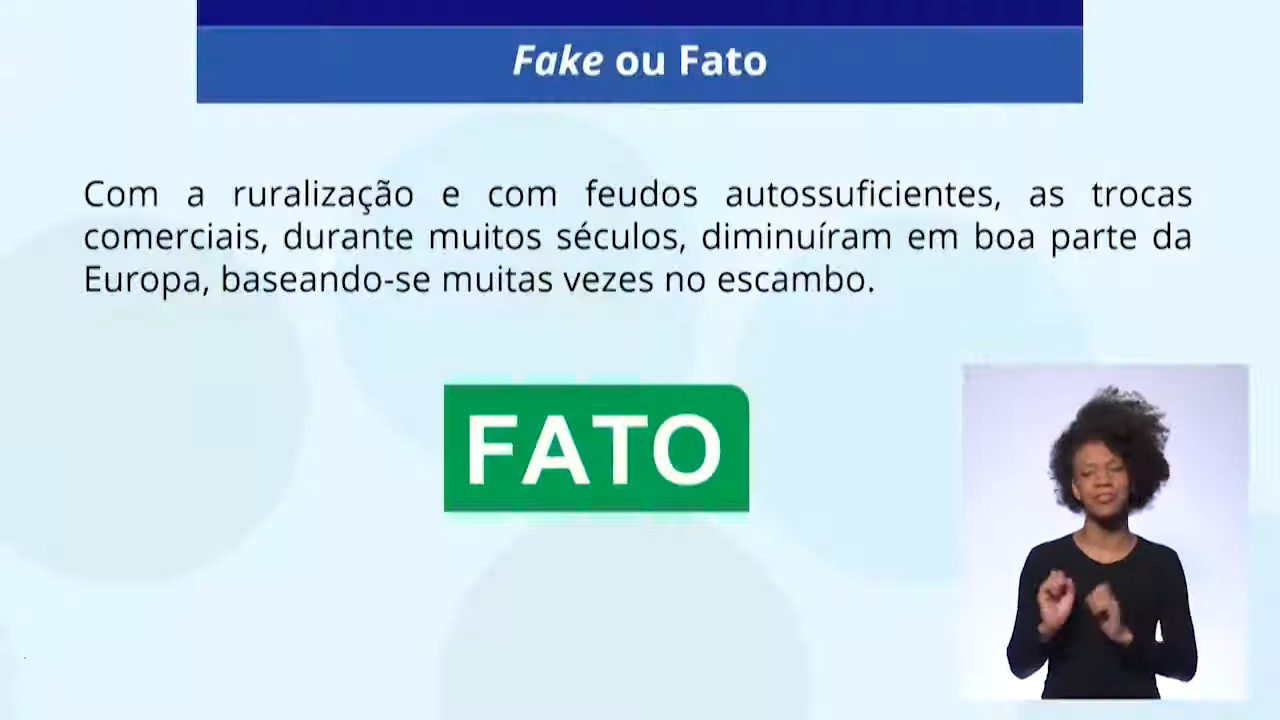 Fake ou Fato
Com a ruralização e com feudos autossuficientes, as trocas
comerciais, durante muitos séculos, diminuíram em boa parte da
Europa, baseando-se muitas vezes no escambo.
FATO